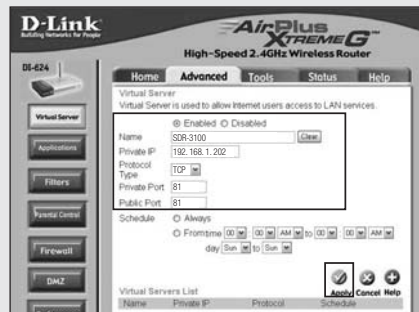 D-Link
Building Networks for People
AirPlus
XTREME G
High-Speed 2.4GHz Wireless Router
DI-624
Home Advanced Tools Status Help
Virtual Server
Virtual Server is used to allow Internet users access to LAN services.
Enabled Disabled
Name SDR-3100 Clear
Private IP 192.168.1.202
Protocol Type TCP
Private Port 81
Public Port 81
Schedule Always
From time 00 : 00 AM to 00 : 00 AM
day Sun to Sun
Apply Cancel Help
Virtual Servers List
Name Private IP Protocol Schedule
Virtual Server
Applications
Filters
Parental Control
Firewall
DMZ